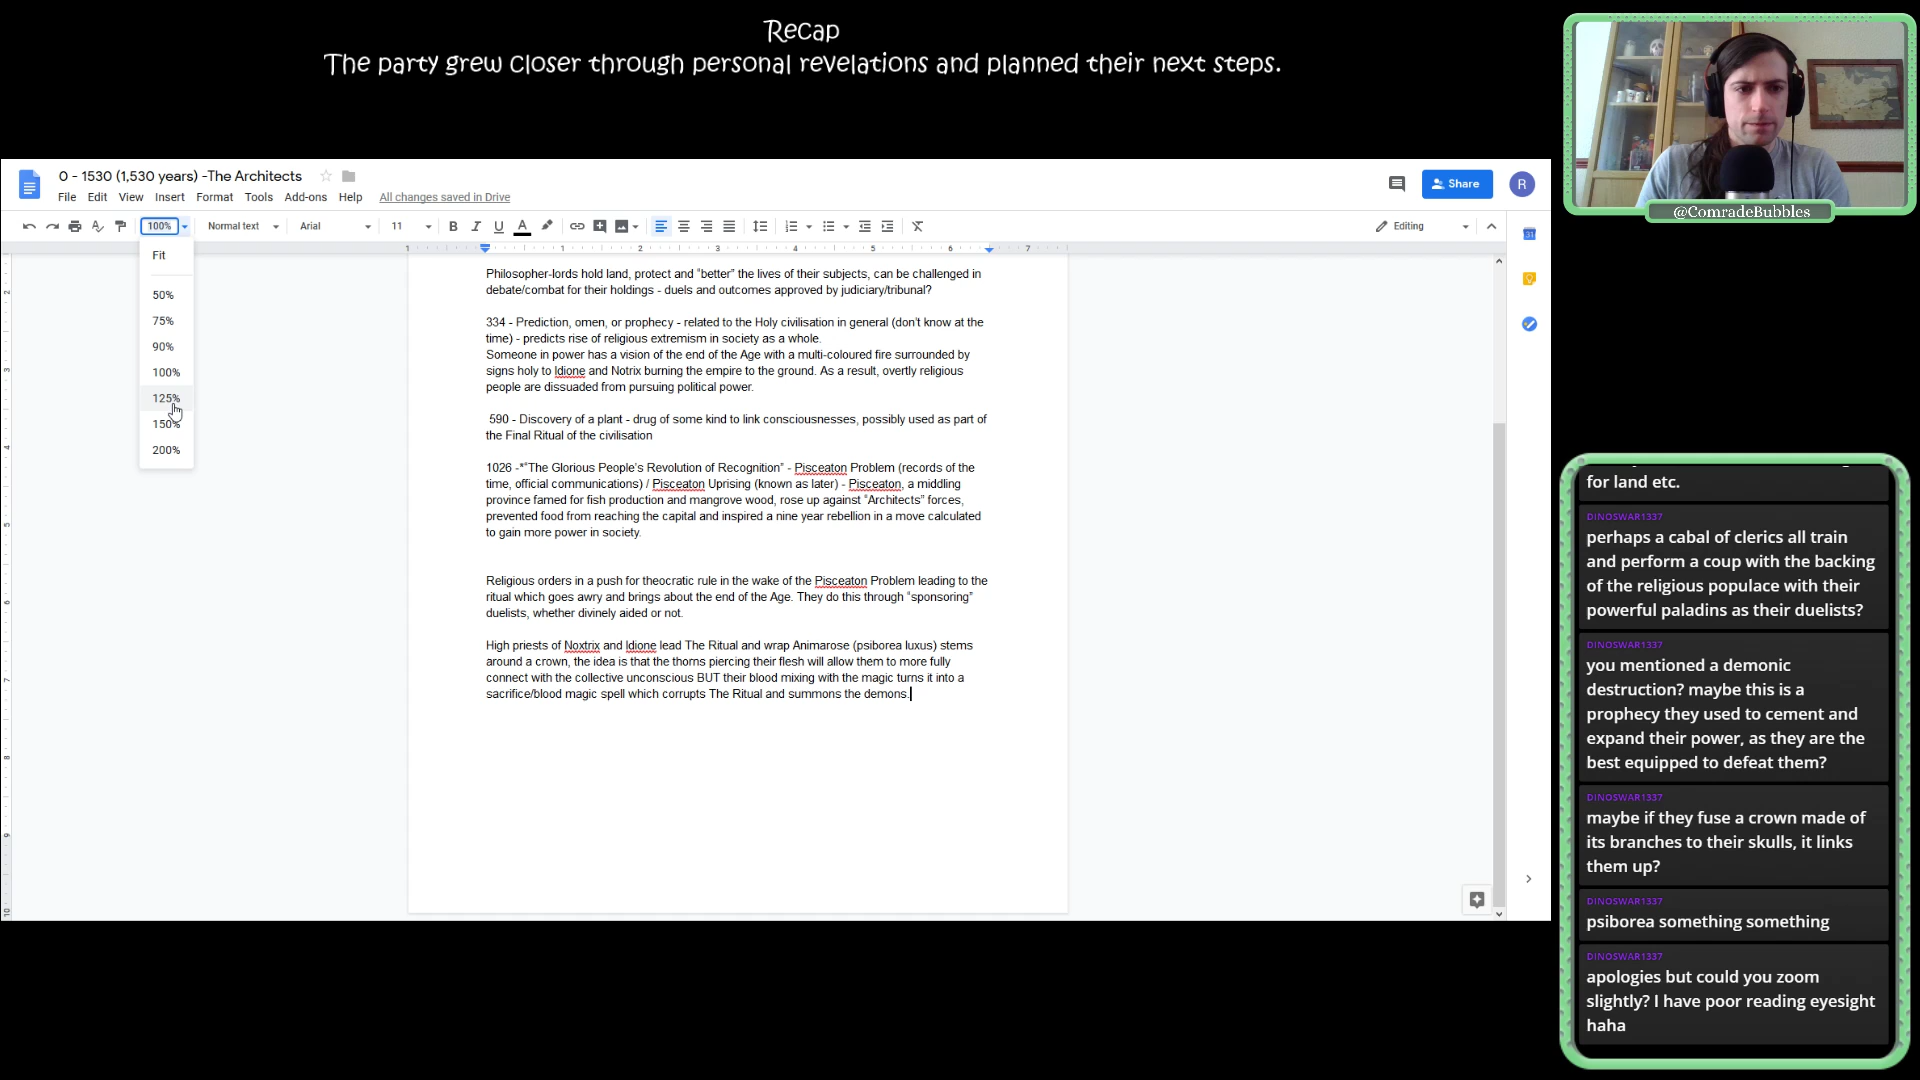 Recap
The party grew closer through personal revelations and planned their next steps.
@ComradeBubbles
0 - 1530 (1,530 years) -The Architects
File Edit View Insert Format Tools Add-ons Help All changes saved in Drive
Share
R
100% Normal text Arial 11 B I U A Editing
1 1 2 3 4 5 6 7
Fit
50%
75%
90%
100%
125%
150%
200%
Philosopher-lords hold land, protect and "better" the lives of their subjects, can be challenged in
debate/combat for their holdings - duels and outcomes approved by judiciary/tribunal?
334 - Prediction, omen, or prophecy - related to the Holy civilisation in general (don't know at the
time) - predicts rise of religious extremism in society as a whole.
Someone in power has a vision of the end of the Age with a multi-coloured fire surrounded by
signs holy to Idione and Notrix burning the empire to the ground. As a result, overtly religious
people are dissuaded from pursuing political power.
590 - Discovery of a plant - drug of some kind to link consciousnesses, possibly used as part of
the Final Ritual of the civilisation
1026 -*"The Glorious People's Revolution of Recognition" - Pisceaton Problem (records of the
time, official communications) / Pisceaton Uprising (known as later) - Pisceaton, a middling
province famed for fish production and mangrove wood, rose up against "Architects" forces,
prevented food from reaching the capital and inspired a nine year rebellion in a move calculated
to gain more power in society.
Religious orders in a push for theocratic rule in the wake of the Pisceaton Problem leading to the
ritual which goes awry and brings about the end of the Age. They do this through "sponsoring"
duelists, whether divinely aided or not.
High priests of Noxtrix and Idione lead The Ritual and wrap Animarose (psiborea luxus) stems
around a crown, the idea is that the thorns piercing their flesh will allow them to more fully
connect with the collective unconscious BUT their blood mixing with the magic turns it into a
sacrifice/blood magic spell which corrupts The Ritual and summons the demons.
for land etc.
DINOSWAR1337
perhaps a cabal of clerics all train
and perform a coup with the backing
of the religious populace with their
powerful paladins as their duelists?
DINOSWAR1337
you mentioned a demonic
destruction? maybe this is a
prophecy they used to cement and
expand their power, as they are the
best equipped to defeat them?
DINOSWAR1337
maybe if they fuse a crown made of
its branches to their skulls, it links
them up?
DINOSWAR1337
psiborea something something
DINOSWAR1337
apologies but could you zoom
slightly? I have poor reading eyesight
haha